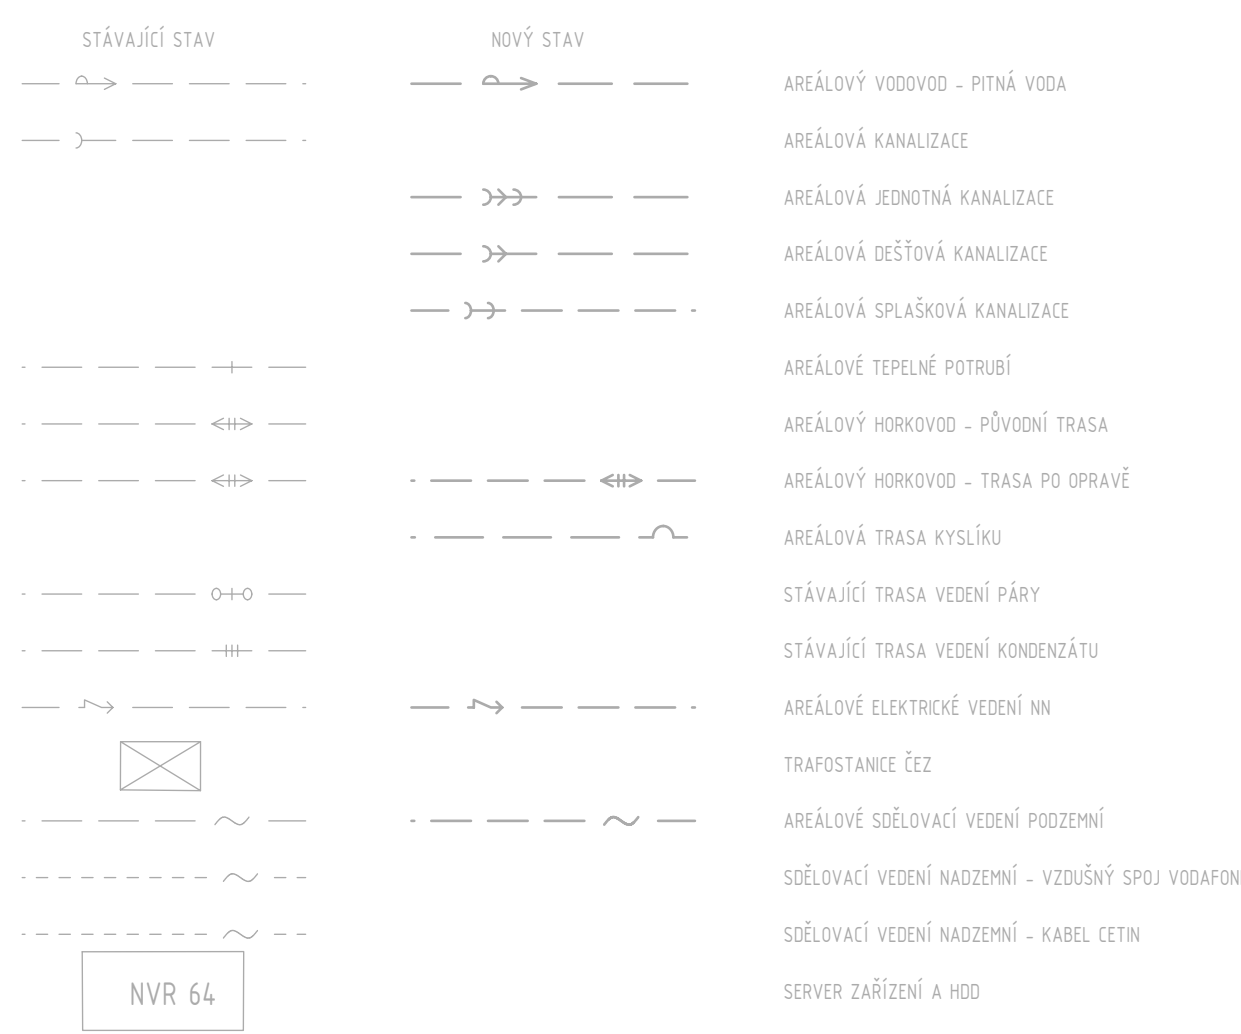 STÁVAJÍCÍ STAV NOVÝ STAV
AREÁLOVÝ VODOVOD - PITNÁ VODA
AREÁLOVÁ KANALIZACE
AREÁLOVÁ JEDNOTNÁ KANALIZACE
AREÁLOVÁ DEŠŤOVÁ KANALIZACE
AREÁLOVÁ SPLAŠKOVÁ KANALIZACE
AREÁLOVÉ TEPELNÉ POTRUBÍ
AREÁLOVÝ HORKOVOD - PŮVODNÍ TRASA
AREÁLOVÝ HORKOVOD - TRASA PO OPRAVĚ
AREÁLOVÁ TRASA KYSLÍKU
STÁVAJÍCÍ TRASA VEDENÍ PÁRY
STÁVAJÍCÍ TRASA VEDENÍ KONDENZÁTU
AREÁLOVÉ ELEKTRICKÉ VEDENÍ NN
TRAFOSTANICE ČEZ
AREÁLOVÉ SDĚLOVACÍ VEDENÍ PODZEMNÍ
SDĚLOVACÍ VEDENÍ NADZEMNÍ - VZDUŠNÝ SPOJ VODAFON
SDĚLOVACÍ VEDENÍ NADZEMNÍ - KABEL CETIN
NVR 64 SERVER ZAŘÍZENÍ A HDD